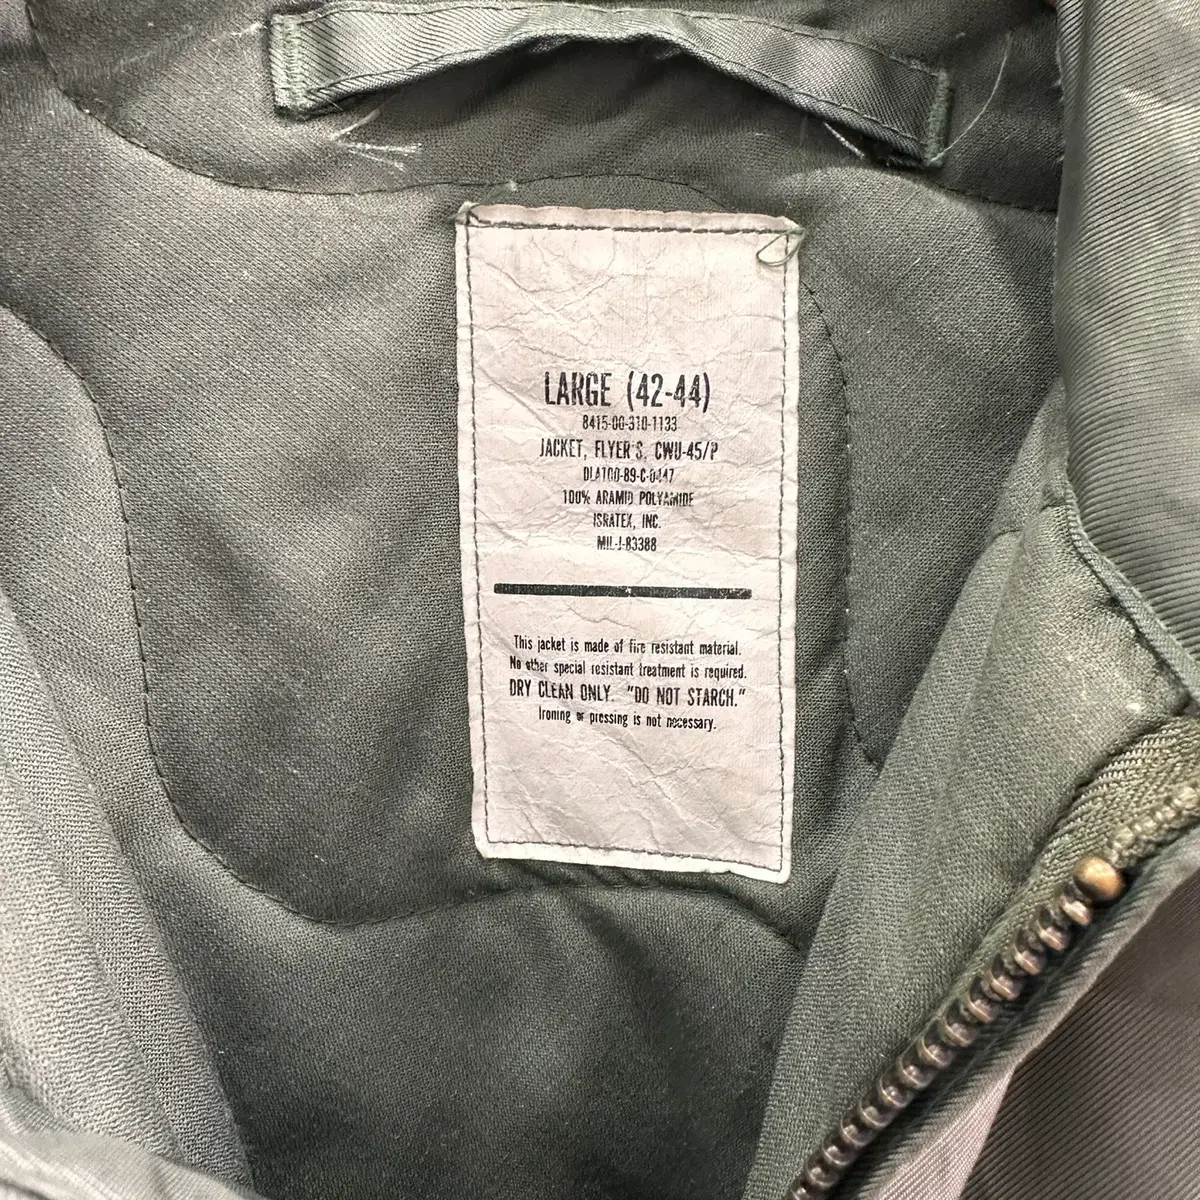 LARGE (42-44)
8415-00-310-1133
JACKET, FLYER'S, CWU-45/P
DLA100-89-C-0447
100% ARAMID POLYAMIDE
ISRATEX, INC.
MIL-J-83388
This jacket is made of fire resistant material.
No other special resistant treatment is required.
DRY CLEAN ONLY. "DO NOT STARCH."
Ironing or pressing is not necessary.